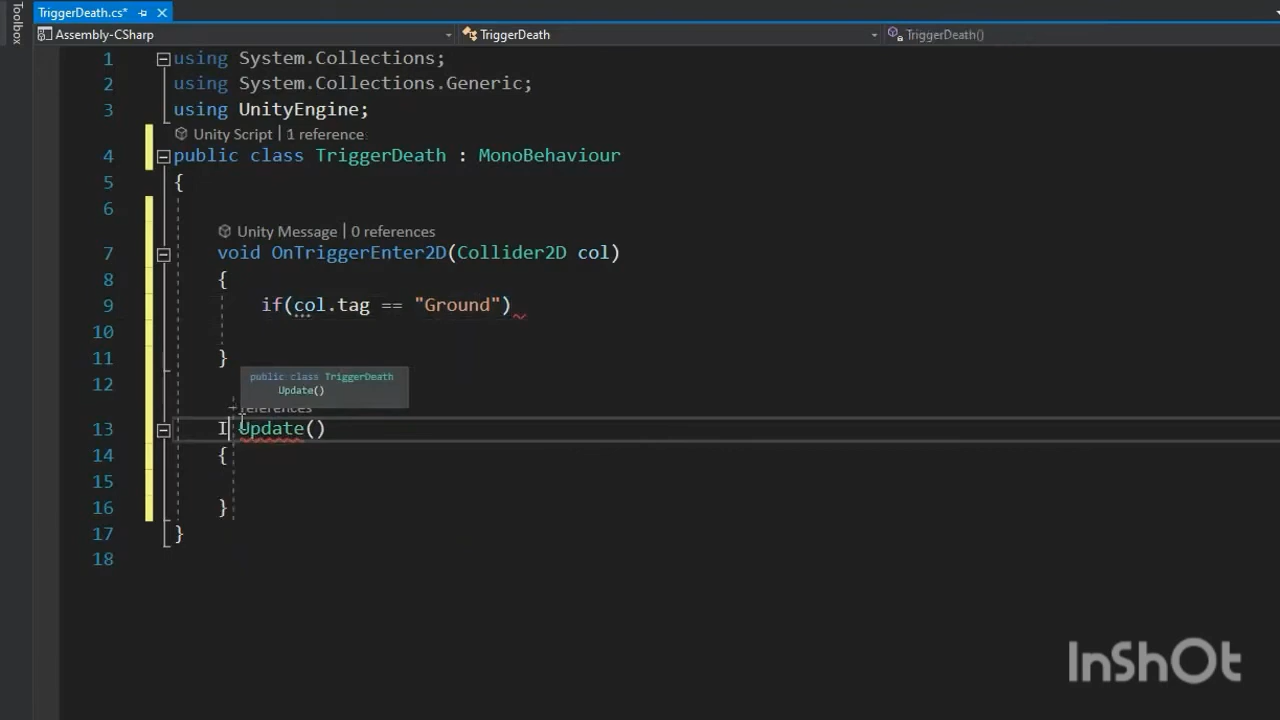 Toolbox
TriggerDeath.cs*
Assembly-CSharp
TriggerDeath
TriggerDeath()
1 using System.Collections;
2 using System.Collections.Generic;
3 using UnityEngine;
Unity Script | 1 reference
4 public class TriggerDeath : MonoBehaviour
5 {
6
Unity Message | 0 references
7 void OnTriggerEnter2D(Collider2D col)
8 {
9 if(col.tag == "Ground")
10
11 }
12
public class TriggerDeath
Update()
references
13 I Update()
14 {
15
16 }
17 }
18
InShOt